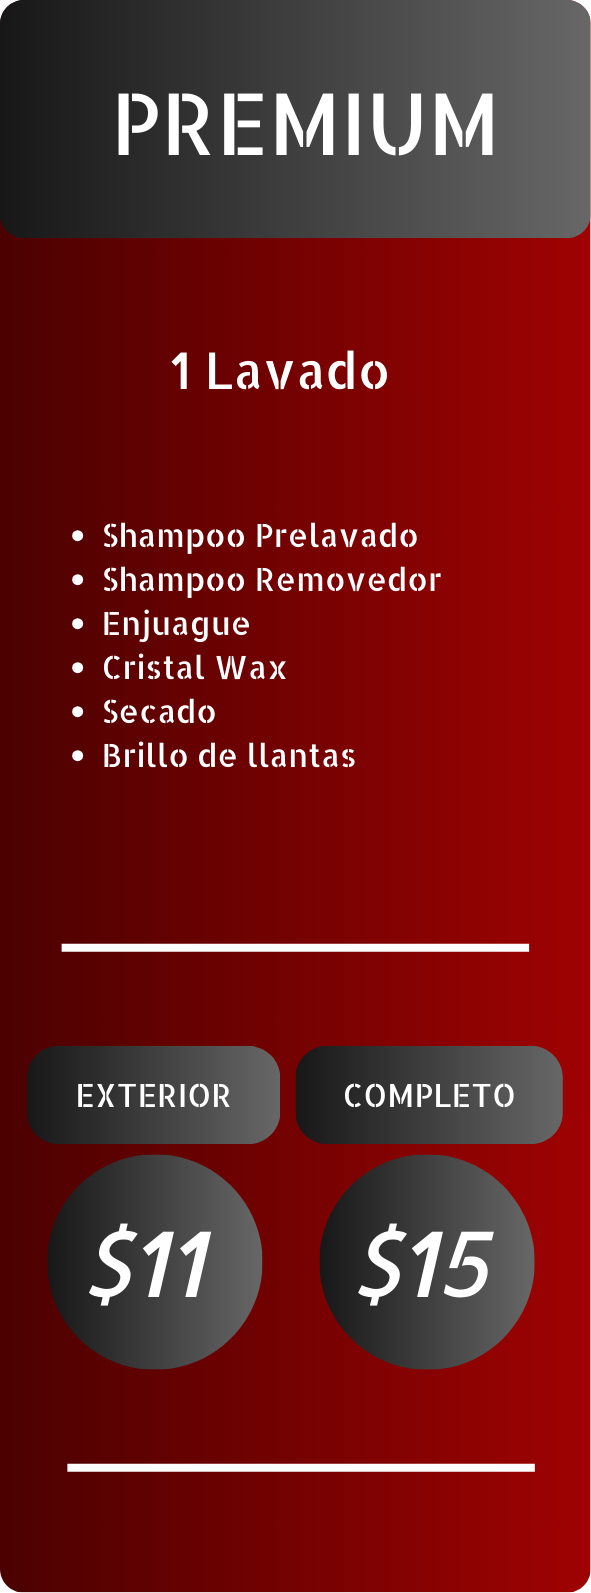 PREMIUM
1 Lavado
• Shampoo Prelavado
• Shampoo Removedor
• Enjuague
• Cristal Wax
• Secado
• Brillo de llantas
EXTERIOR COMPLETO
$11 $15